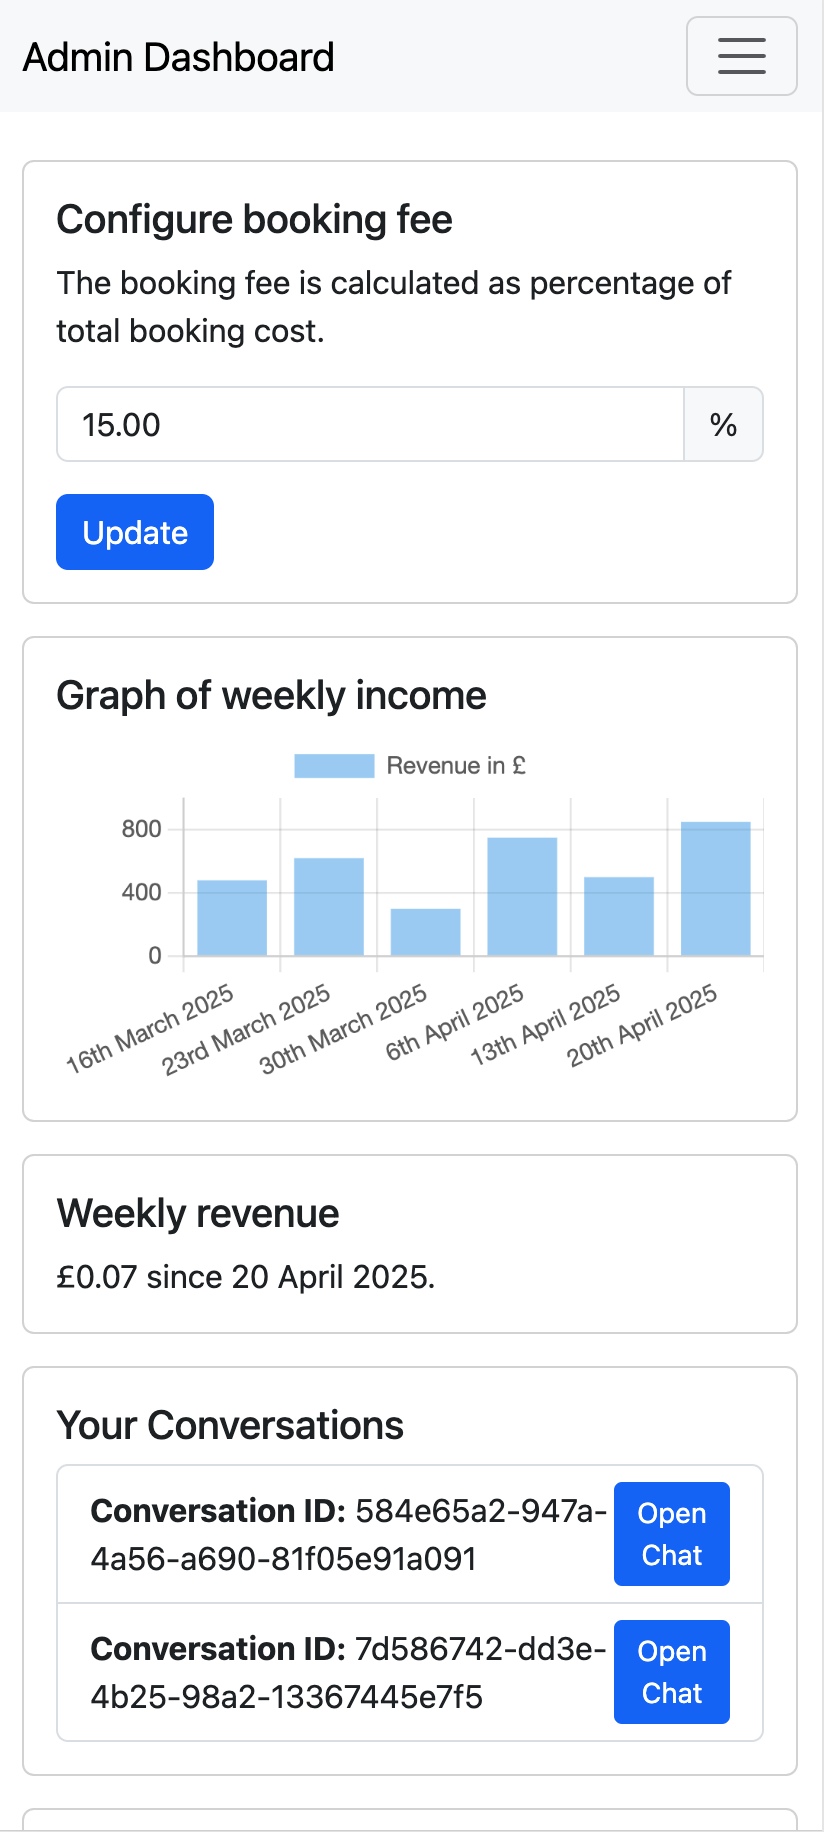 Admin Dashboard
Configure booking fee
The booking fee is calculated as percentage of
total booking cost.
15.00
%
Update
Graph of weekly income
Revenue in £
800
400
0
16th March 2025
23rd March 2025
30th March 2025
6th April 2025
13th April 2025
20th April 2025
Weekly revenue
£0.07 since 20 April 2025.
Your Conversations
Conversation ID: 584e65a2-947a-
4a56-a690-81f05e91a091
Open
Chat
Conversation ID: 7d586742-dd3e-
4b25-98a2-13367445e7f5
Open
Chat